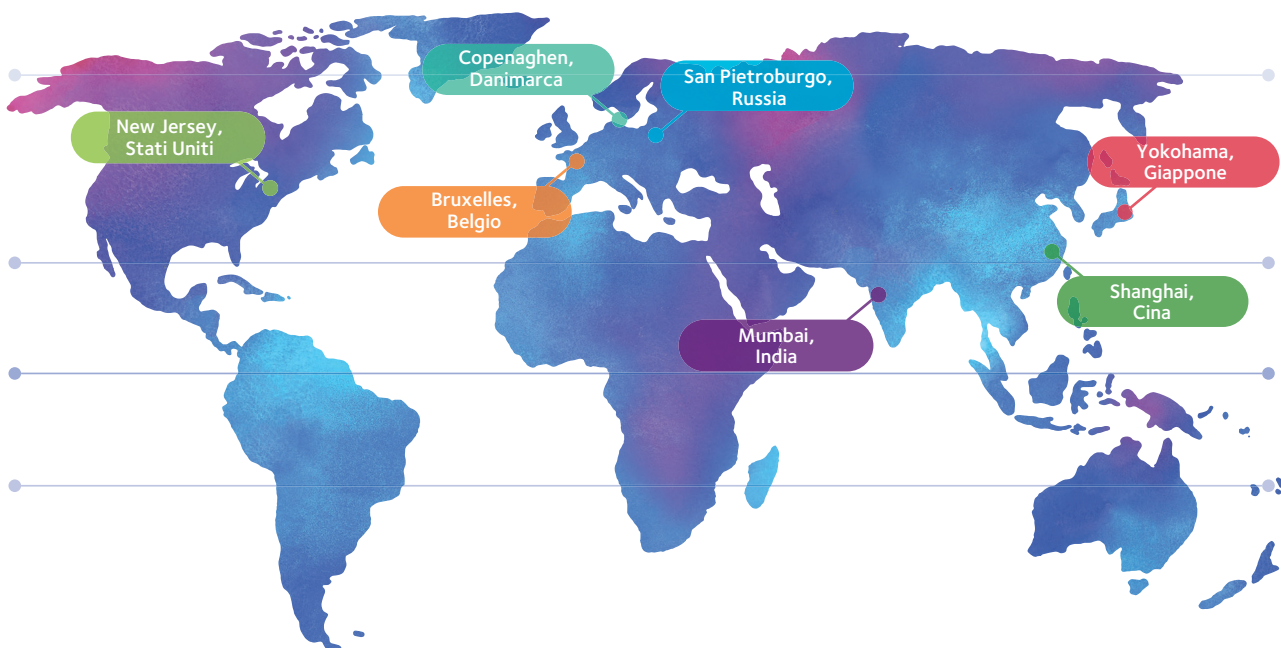 Copenaghen,
Danimarca
San Pietroburgo,
Russia
New Jersey,
Stati Uniti
Yokohama,
Giappone
Bruxelles,
Belgio
Shanghai,
Cina
Mumbai,
India